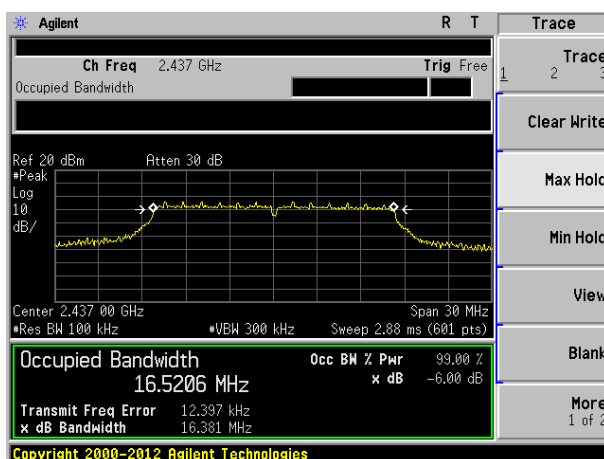 Agilent R T Trace
Ch Freq 2.437 GHz Trig Free
Occupied Bandwidth
Trace
1 2 3
Clear Write
Max Hold
Min Hold
View
Blank
More
1 of 2
Ref 20 dBm Atten 30 dB
#Peak
Log
10
dB/
Center 2.437 00 GHz Span 30 MHz
#Res BW 100 kHz #VBW 300 kHz Sweep 2.88 ms (601 pts)
Occupied Bandwidth Occ BW % Pwr 99.00 %
16.5206 MHz x dB -6.00 dB
Transmit Freq Error 12.397 kHz
x dB Bandwidth 16.381 MHz
Copyright 2000-2012 Agilent Technologies